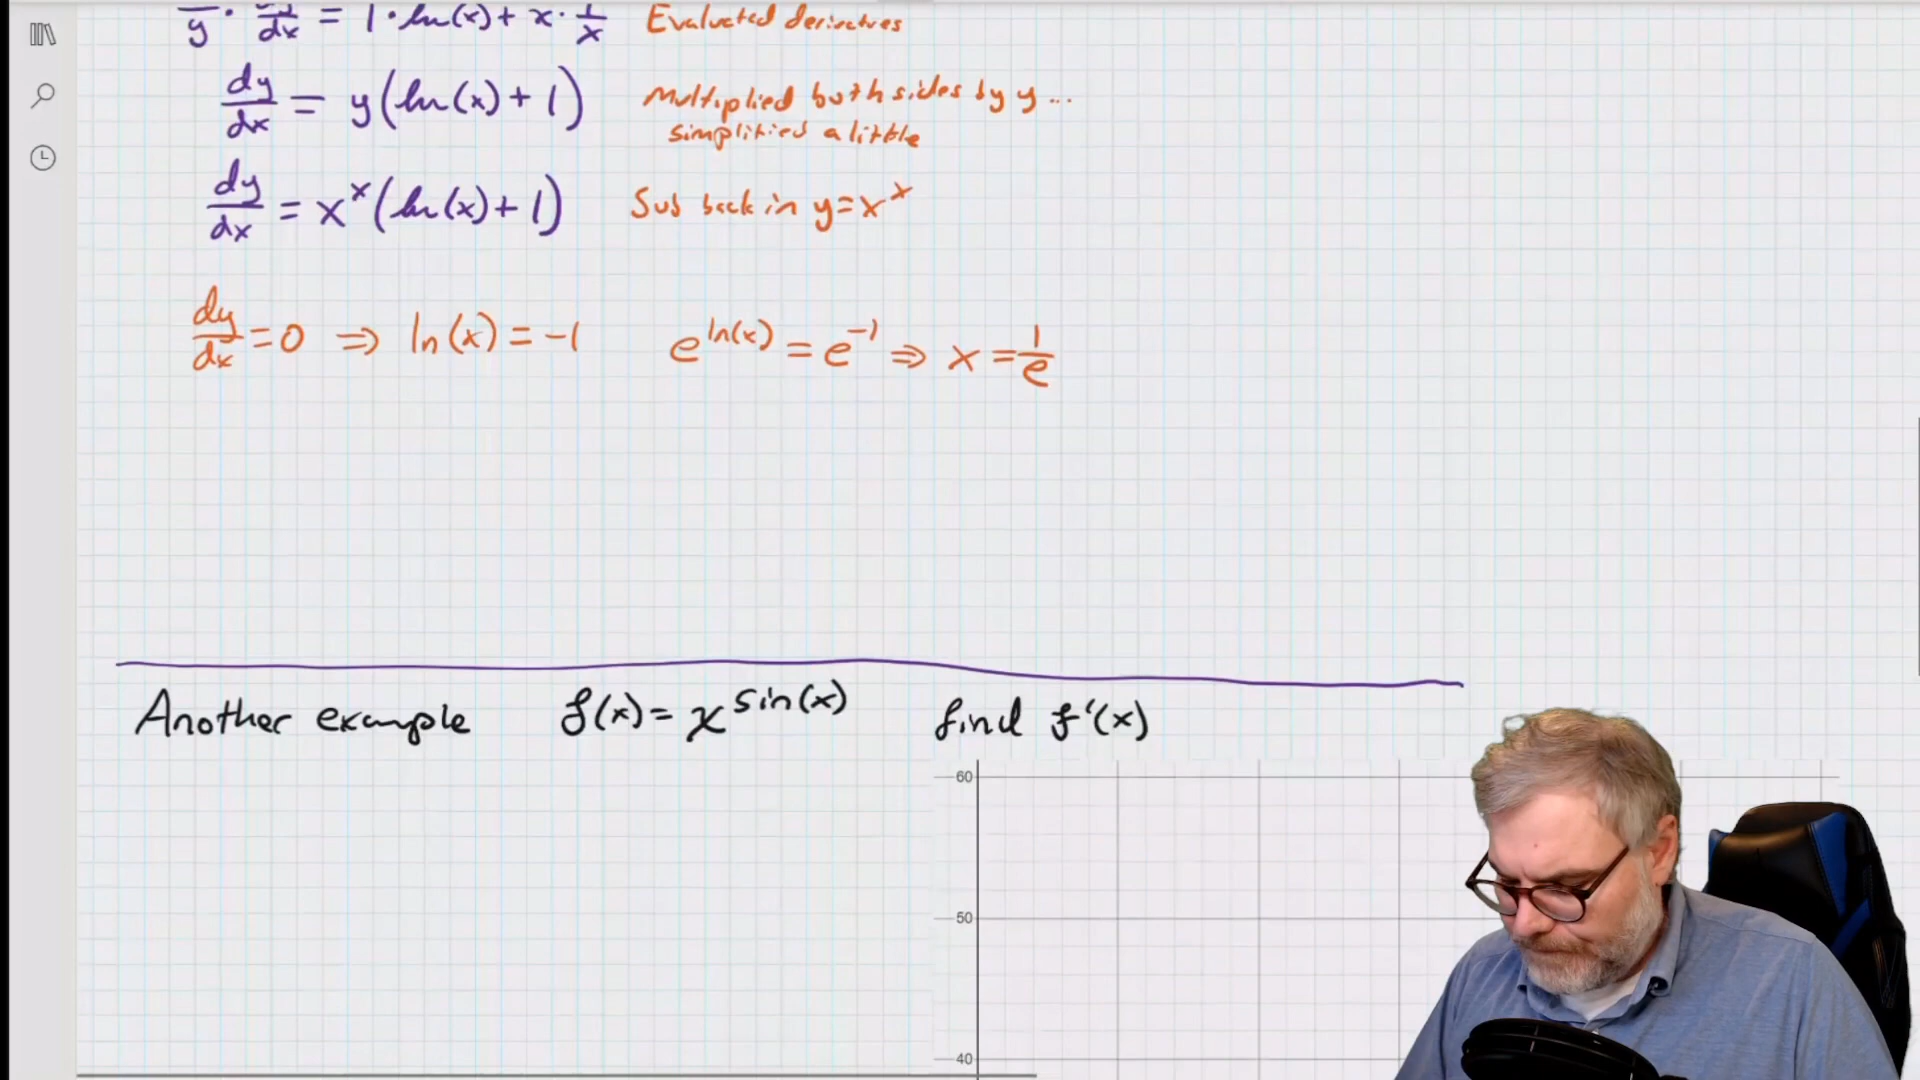 y · dy/dx = 1·ln(x) + x·1/x Evaluated derivatives
dy/dx = y(ln(x)+1) Multiplied both sides by y...
simplified a little
dy/dx = x^x(ln(x)+1) Sub back in y=x^x
dy/dx = 0 ⇒ ln(x) = -1 e^ln(x) = e^-1 ⇒ x = 1/e
Another example f(x) = x^sin(x) find f'(x)
60
50
40